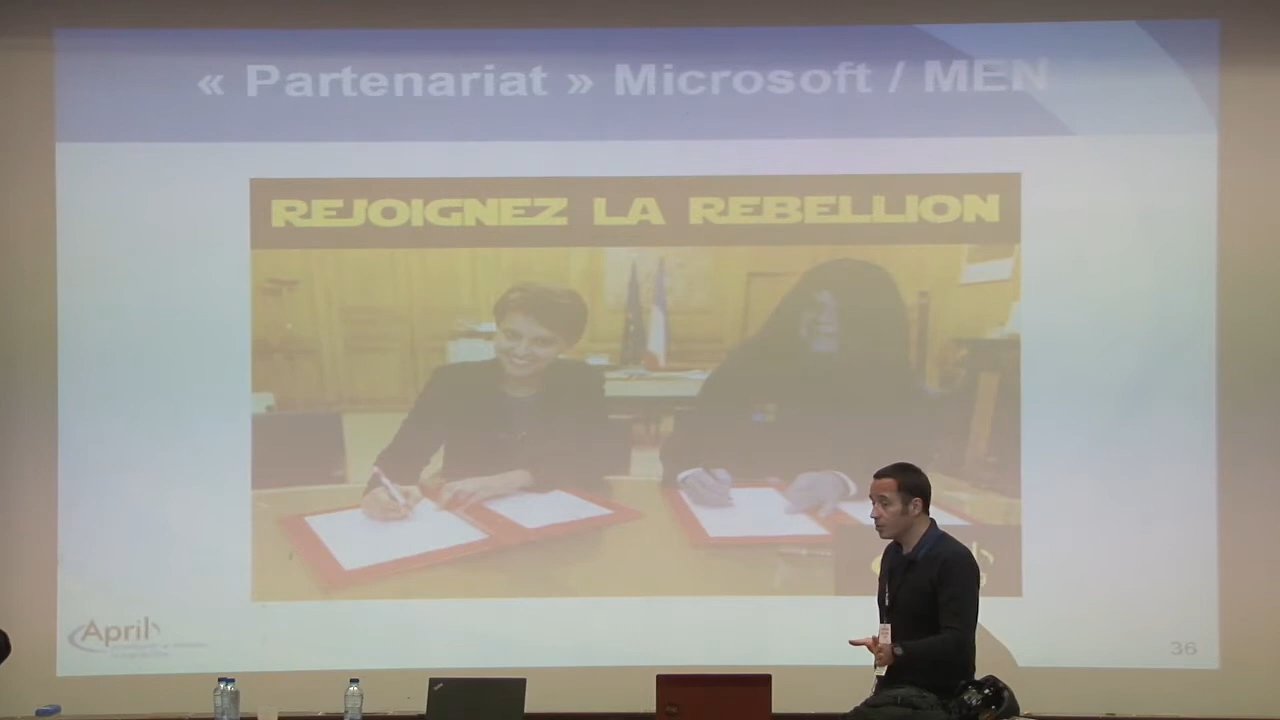 « Partenariat » Microsoft / MEN
REJOIGNEZ LA REBELLION
April
36